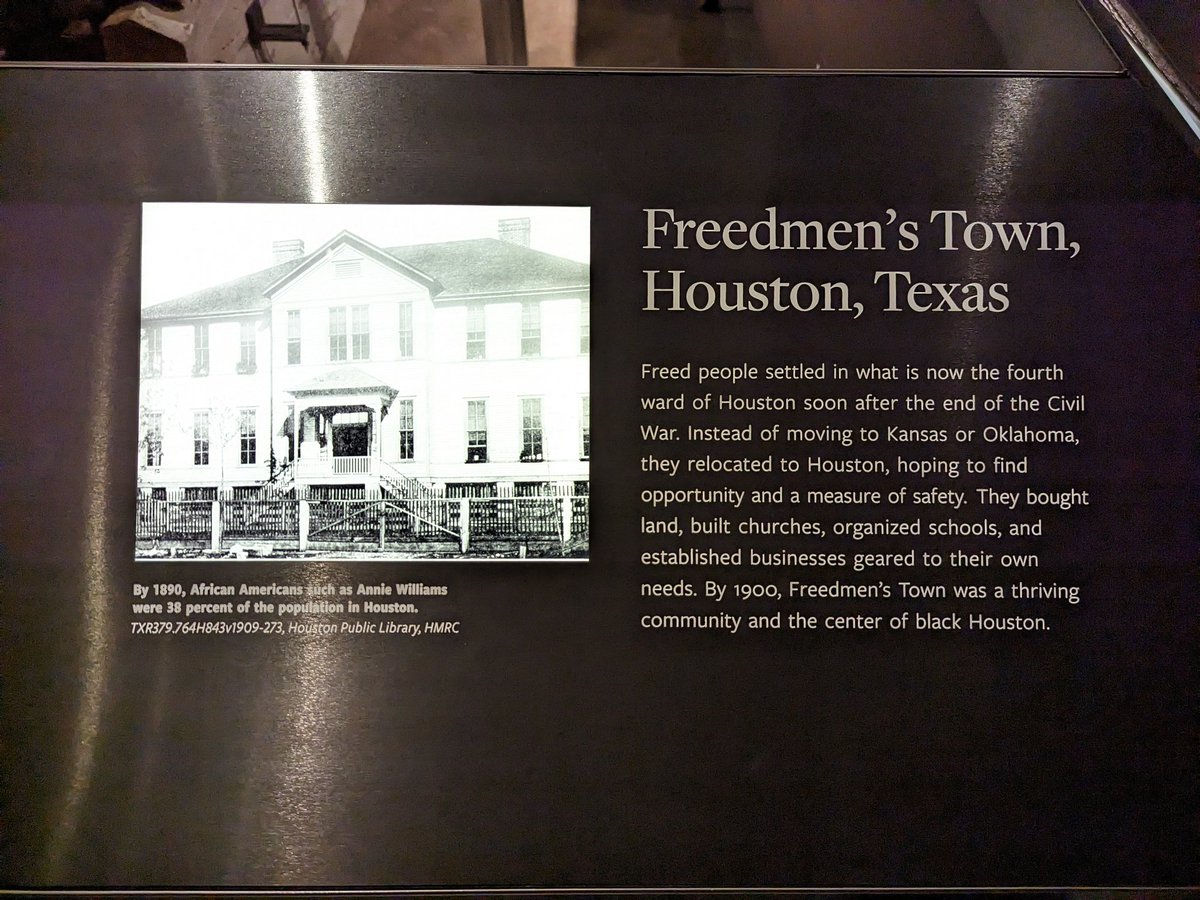 Freedmen's Town,
Houston, Texas
Freed people settled in what is now the fourth
ward of Houston soon after the end of the Civil
War. Instead of moving to Kansas or Oklahoma,
they relocated to Houston, hoping to find
opportunity and a measure of safety. They bought
land, built churches, organized schools, and
established businesses geared to their own
needs. By 1900, Freedmen's Town was a thriving
community and the center of black Houston.
By 1890, African Americans such as Annie Williams
were 38 percent of the population in Houston.
TXR379.764H843v1909-273, Houston Public Library, HMRC